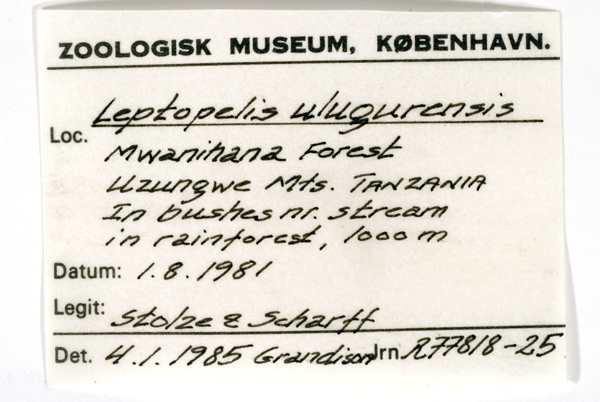 ZOOLOGISK MUSEUM, KØBENHAVN.
Leptopelis ulugurensis
Loc. Mwanihana Forest
Uzungwe Mts. TANZANIA
In bushes nr. stream
in rainforest, 1000 m
Datum: 1.8.1981
Legit: Stolze & Scharff
Det. 4.1.1985 Grandison Jrn. R77818-25